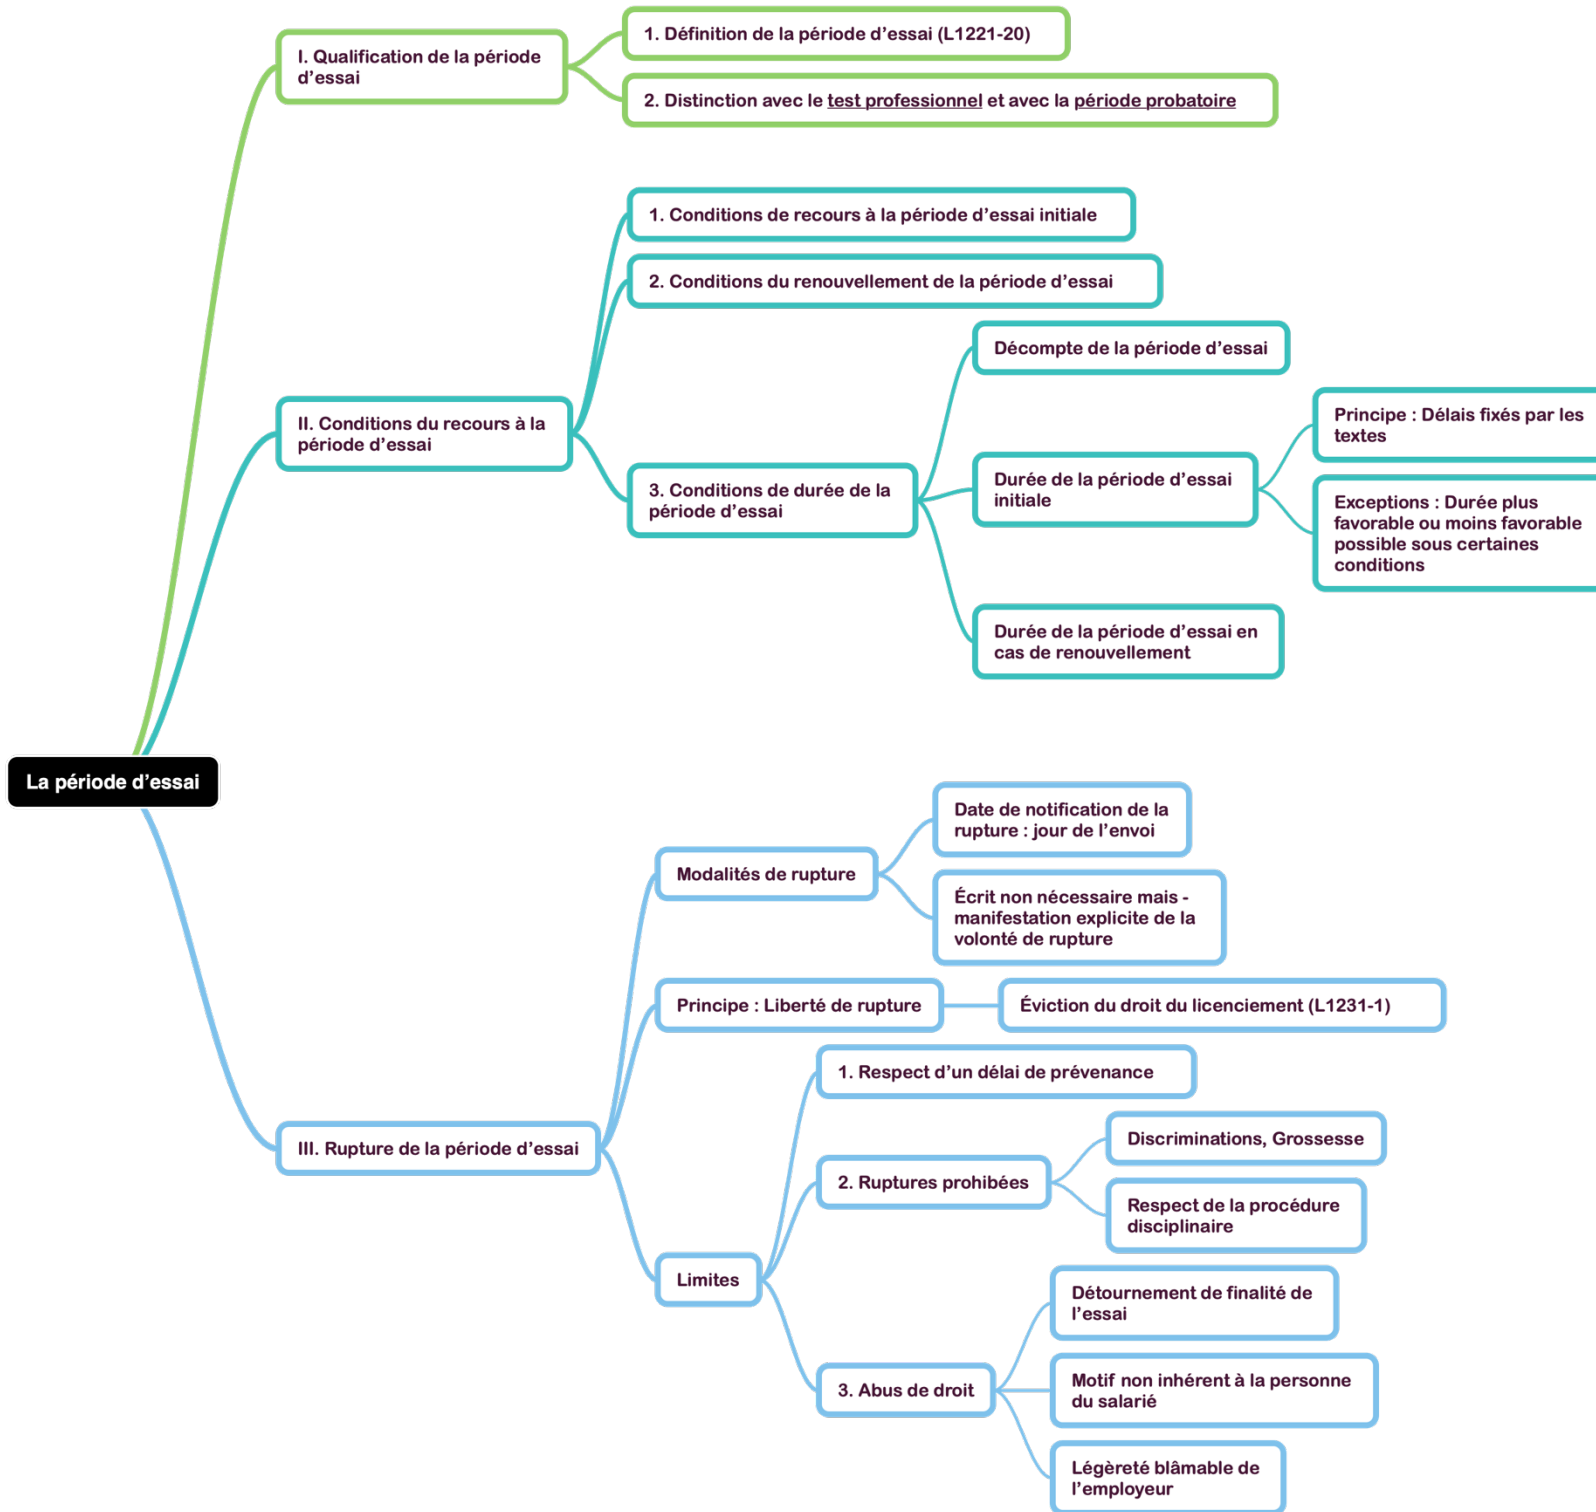 La période d'essai
I. Qualification de la période
d'essai
1. Définition de la période d'essai (L1221-20)
2. Distinction avec le test professionnel et avec la période probatoire
II. Conditions du recours à la
période d'essai
1. Conditions de recours à la période d'essai initiale
2. Conditions du renouvellement de la période d'essai
3. Conditions de durée de la
période d'essai
Décompte de la période d'essai
Durée de la période d'essai
initiale
Principe : Délais fixés par les
textes
Exceptions : Durée plus
favorable ou moins favorable
possible sous certaines
conditions
Durée de la période d'essai en
cas de renouvellement
III. Rupture de la période d'essai
Modalités de rupture
Date de notification de la
rupture : jour de l'envoi
Écrit non nécessaire mais -
manifestation explicite de la
volonté de rupture
Principe : Liberté de rupture
Éviction du droit du licenciement (L1231-1)
Limites
1. Respect d'un délai de prévenance
2. Ruptures prohibées
Discriminations, Grossesse
Respect de la procédure
disciplinaire
3. Abus de droit
Détournement de finalité de
l'essai
Motif non inhérent à la personne
du salarié
Légèreté blâmable de
l'employeur